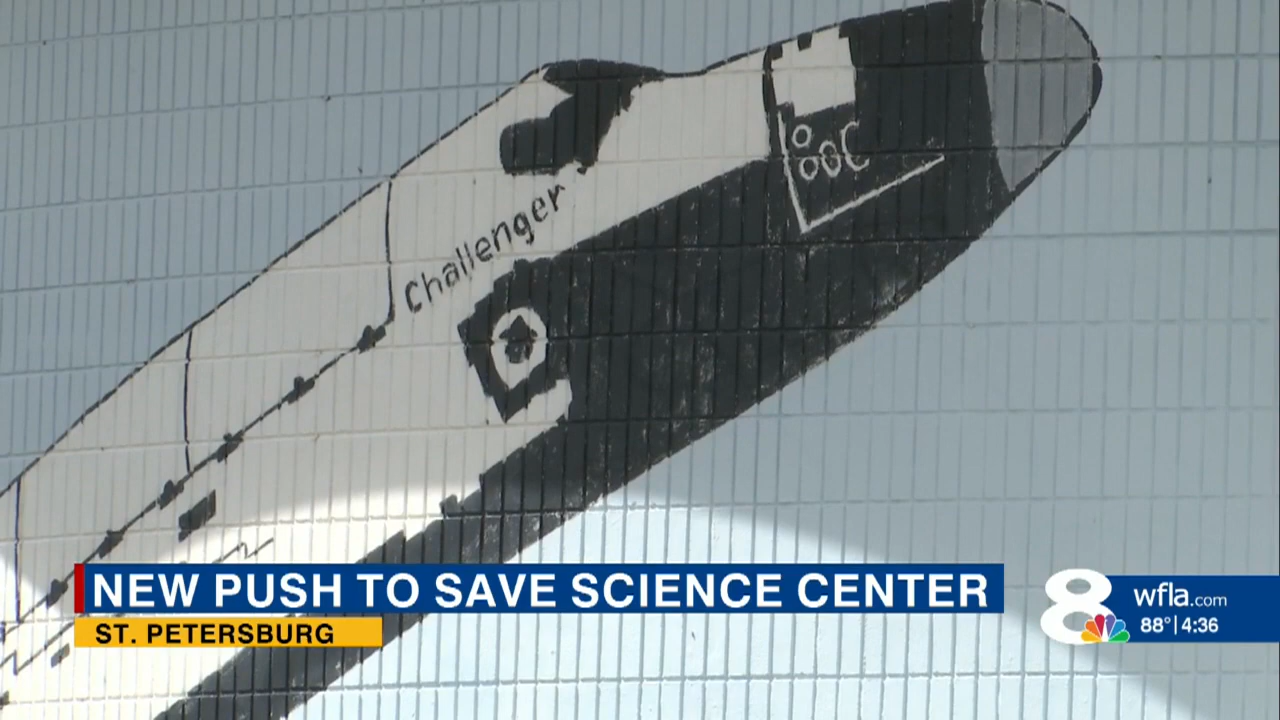 Challenger
NEW PUSH TO SAVE SCIENCE CENTER
ST. PETERSBURG
8
wfla.com
88° | 4:36